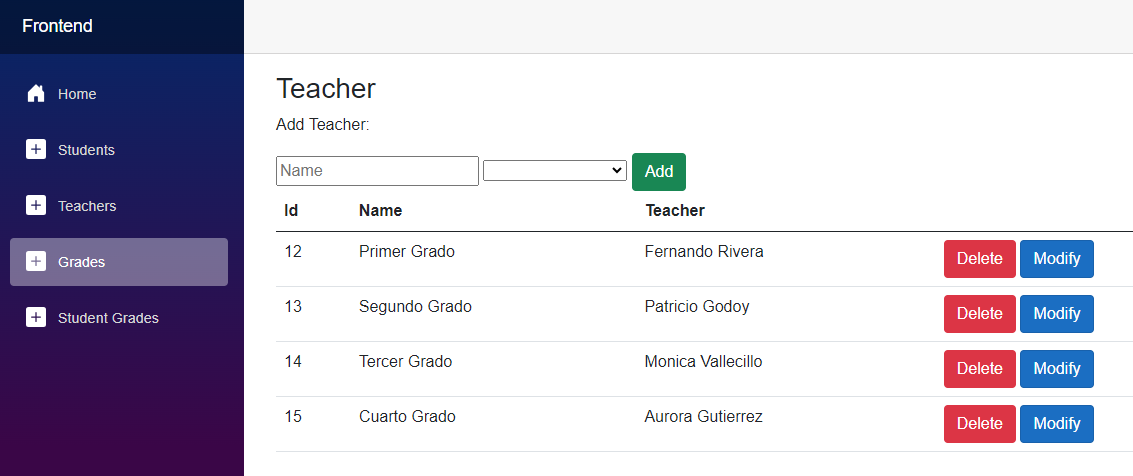 Frontend
Home
Students
Teachers
Grades
Student Grades
Teacher
Add Teacher:
Name Add
Id Name Teacher
12 Primer Grado Fernando Rivera Delete Modify
13 Segundo Grado Patricio Godoy Delete Modify
14 Tercer Grado Monica Vallecillo Delete Modify
15 Cuarto Grado Aurora Gutierrez Delete Modify